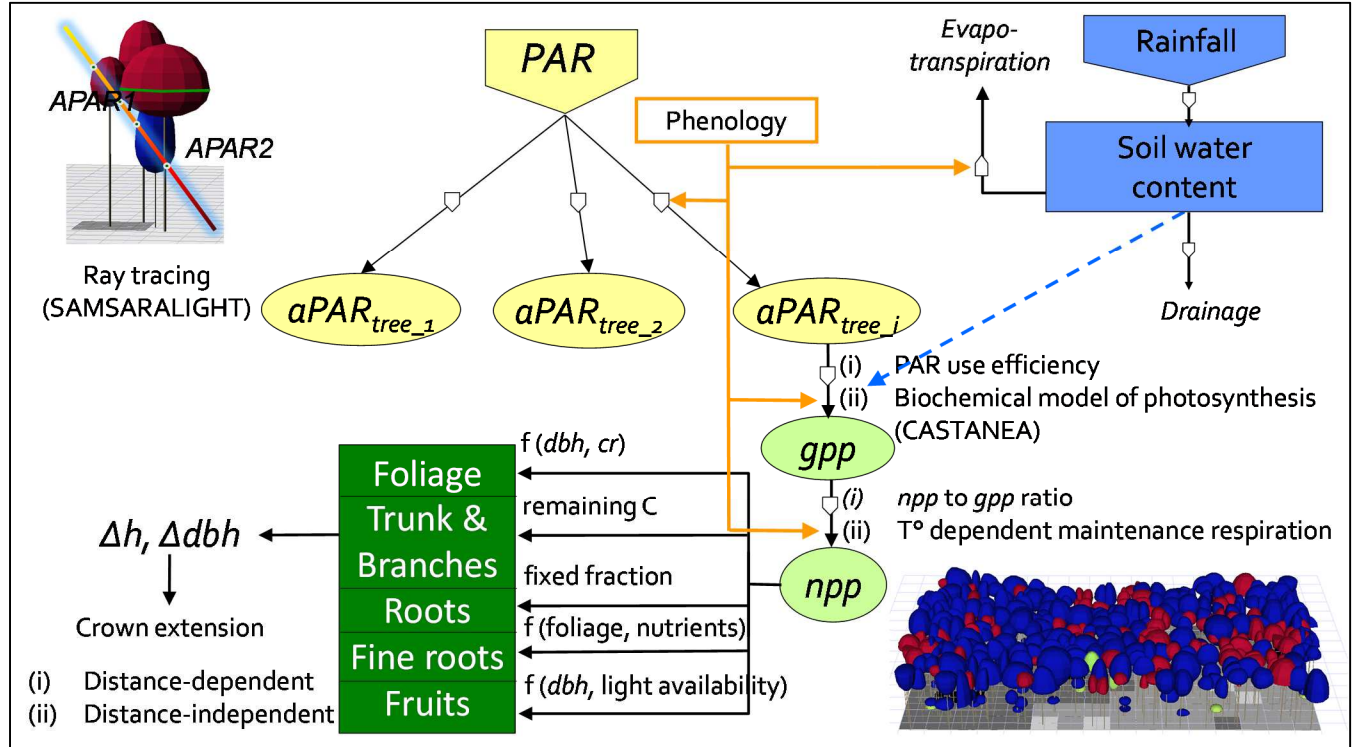 APAR1
APAR2
Ray tracing
(SAMSARALIGHT)
PAR
Phenology
Evapo-
transpiration
Rainfall
Soil water
content
Drainage
aPARtree_1
aPARtree_2
aPARtree_i
(i) PAR use efficiency
(ii) Biochemical model of photosynthesis
(CASTANEA)
gpp
(i) npp to gpp ratio
(ii) T° dependent maintenance respiration
npp
f (dbh, cr)
remaining C
fixed fraction
f (foliage, nutrients)
f (dbh, light availability)
Foliage
Trunk &
Branches
Roots
Fine roots
Fruits
Δh, Δdbh
Crown extension
(i) Distance-dependent
(ii) Distance-independent